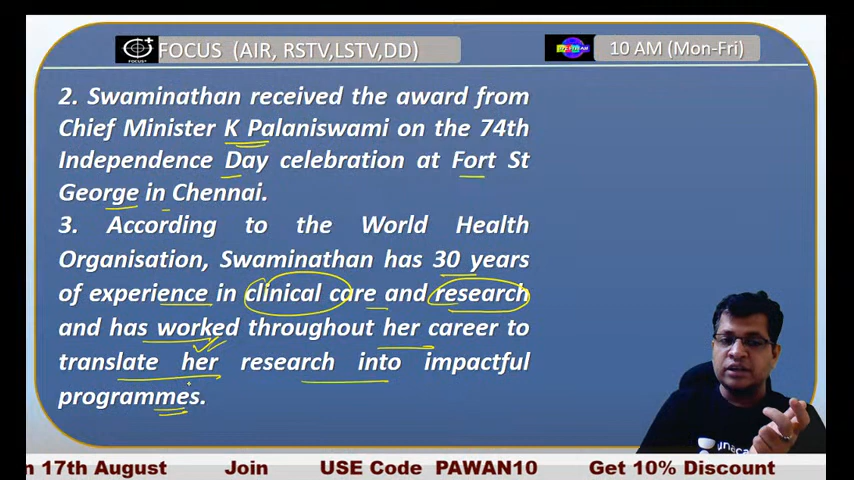 FOCUS (AIR, RSTV,LSTV,DD)
10 AM (Mon-Fri)
2. Swaminathan received the award from
Chief Minister K Palaniswami on the 74th
Independence Day celebration at Fort St
George in Chennai.
3. According to the World Health
Organisation, Swaminathan has 30 years
of experience in clinical care and research
and has worked throughout her career to
translate her research into impactful
programmes.
n 17th August Join USE Code PAWAN10 Get 10% Discount